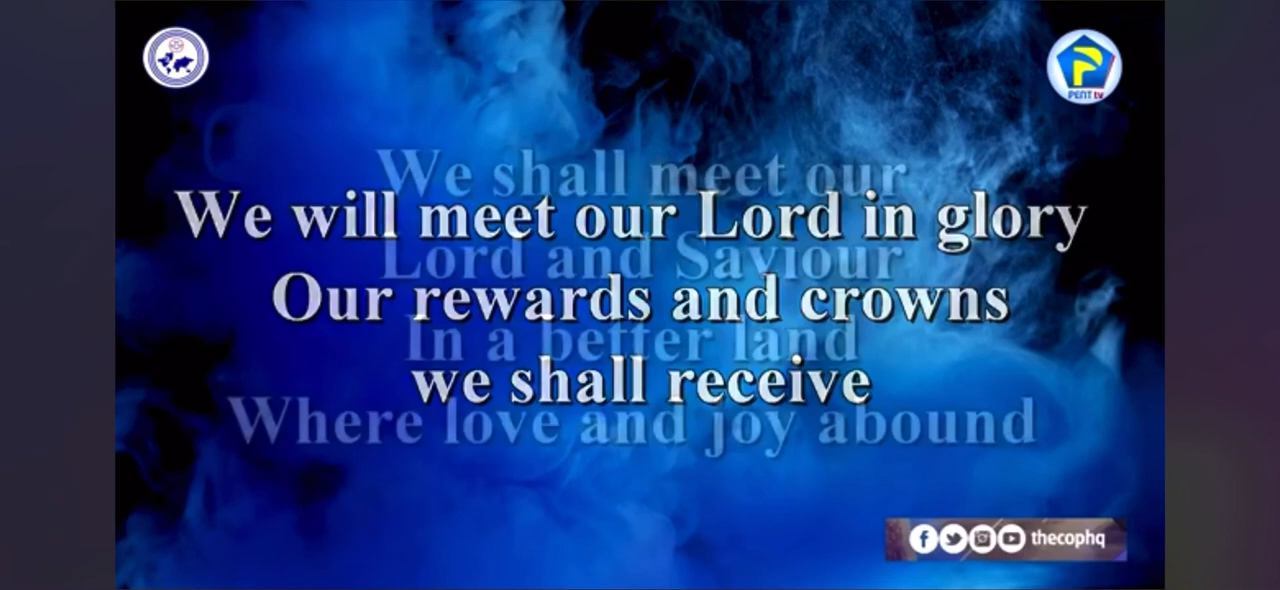 PENT tv
We shall meet our
We will meet our Lord in glory
Lord and Saviour
Our rewards and crowns
In a better land
we shall receive
Where love and joy abound
thecophq